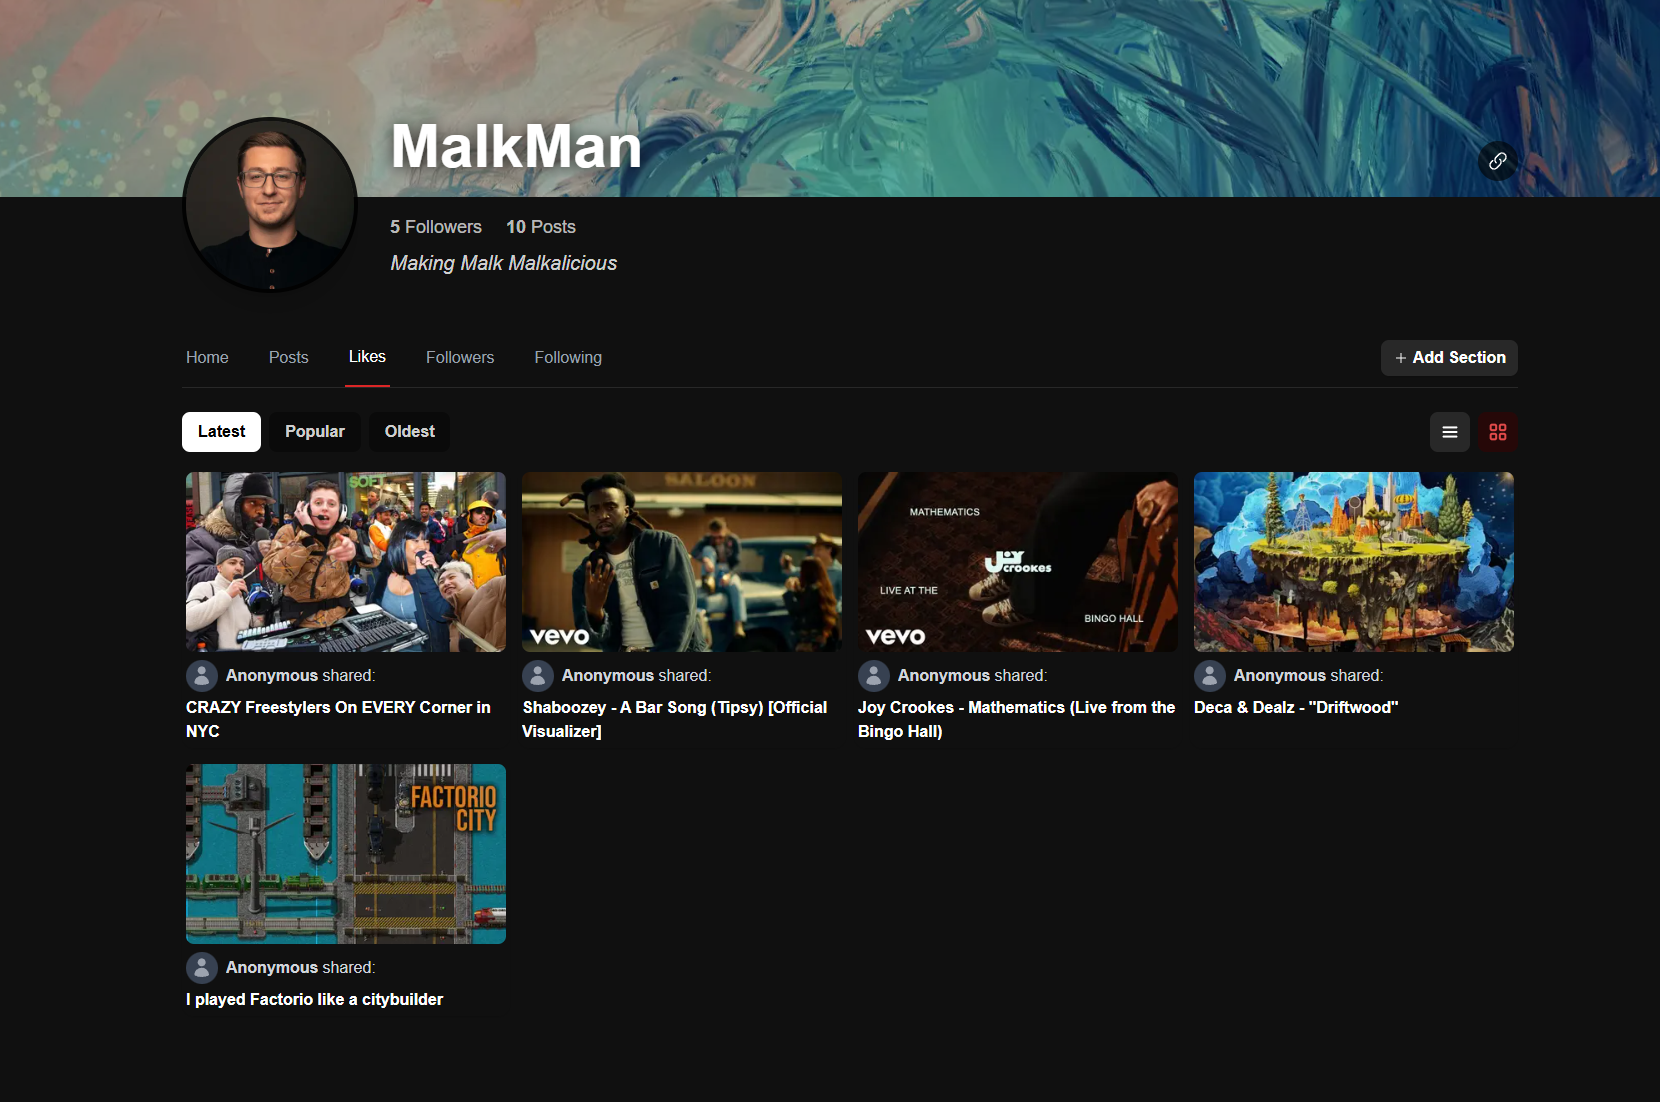 MalkMan
5 Followers 10 Posts
Making Malk Malkalicious
Home Posts Likes Followers Following
+ Add Section
Latest Popular Oldest
SOFT
SALOON
vevo
MATHEMATICS
JOY
crookes
LIVE AT THE
BINGO HALL
vevo
Anonymous shared:
CRAZY Freestylers On EVERY Corner in
NYC
Anonymous shared:
Shaboozey - A Bar Song (Tipsy) [Official
Visualizer]
Anonymous shared:
Joy Crookes - Mathematics (Live from the
Bingo Hall)
Anonymous shared:
Deca & Dealz - "Driftwood"
FACTORIO
CITY
Anonymous shared:
I played Factorio like a citybuilder